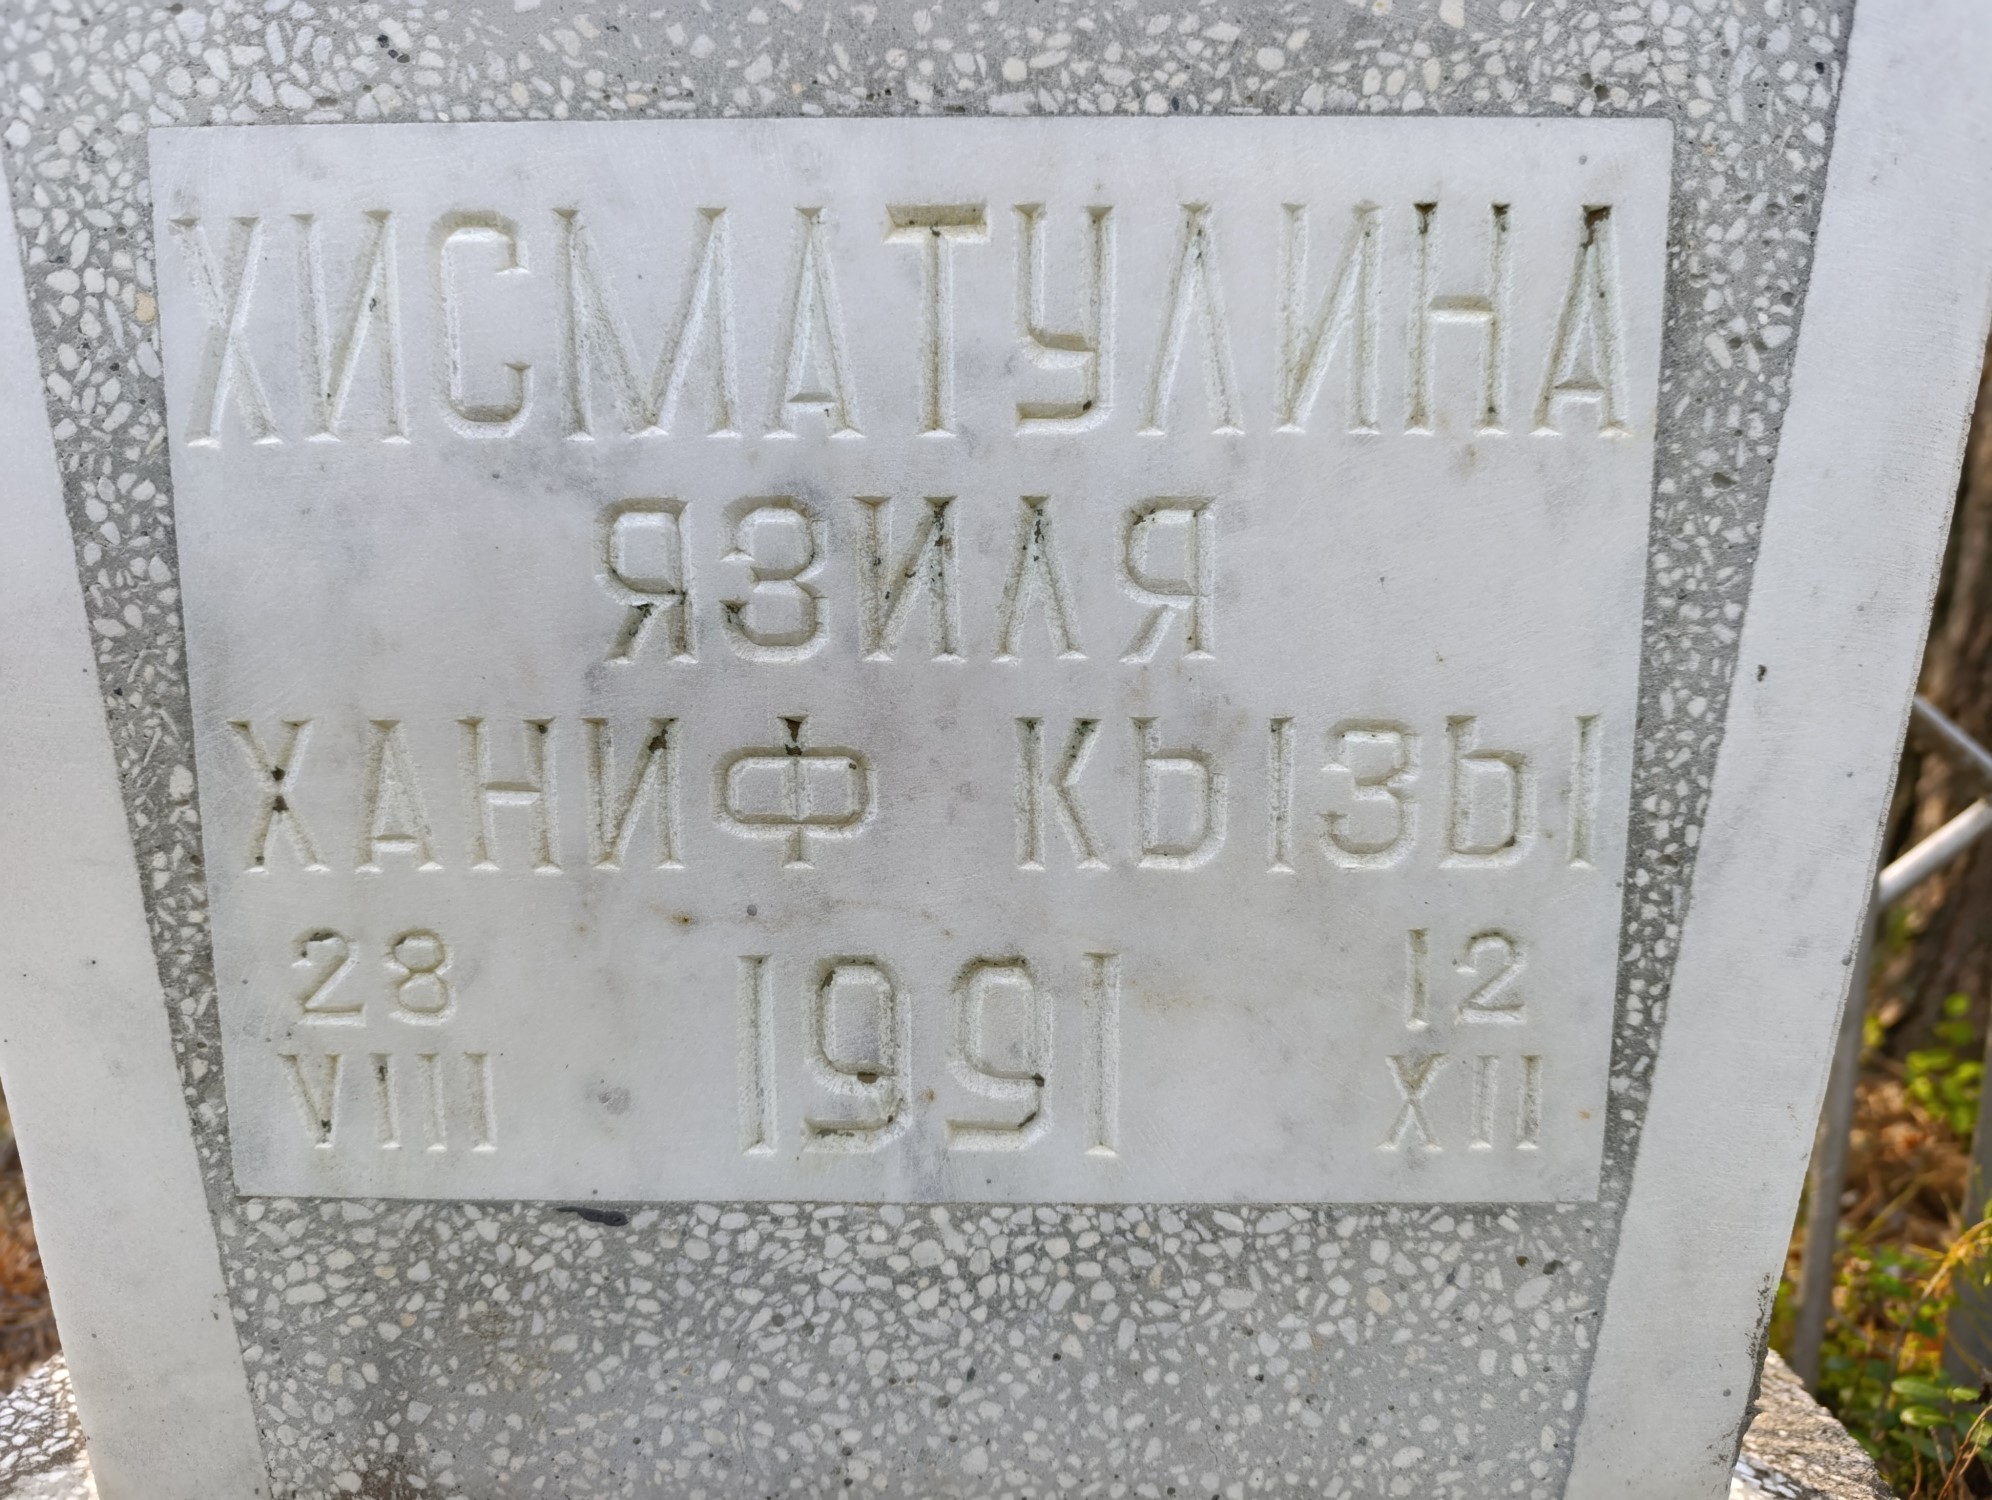 ХИСМАТУЛИНА
ЯЗИЛЯ
ХАНИФ КЫЗЫ
28 VIII 1991 12 XII